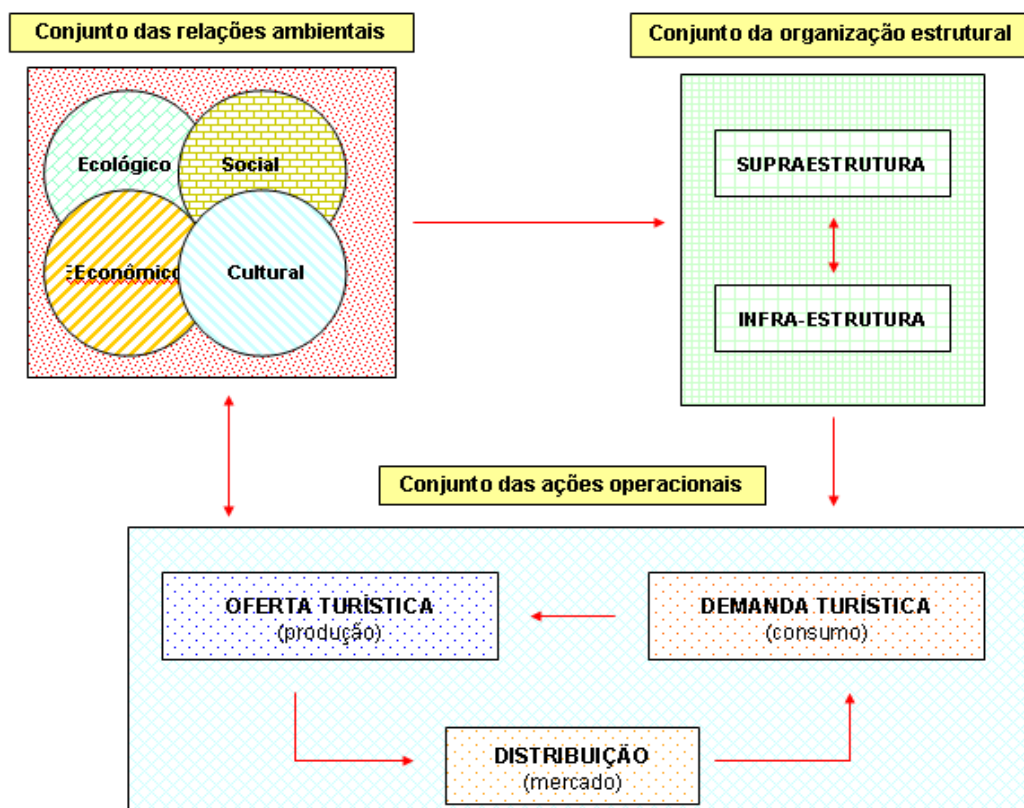 Conjunto das relações ambientais
Conjunto da organização estrutural
Ecológico
Social
EEconômico
Cultural
SUPRAESTRUTURA
INFRA-ESTRUTURA
Conjunto das ações operacionais
OFERTA TURÍSTICA
(produção)
DEMANDA TURÍSTICA
(consumo)
DISTRIBUIÇÃO
(mercado)